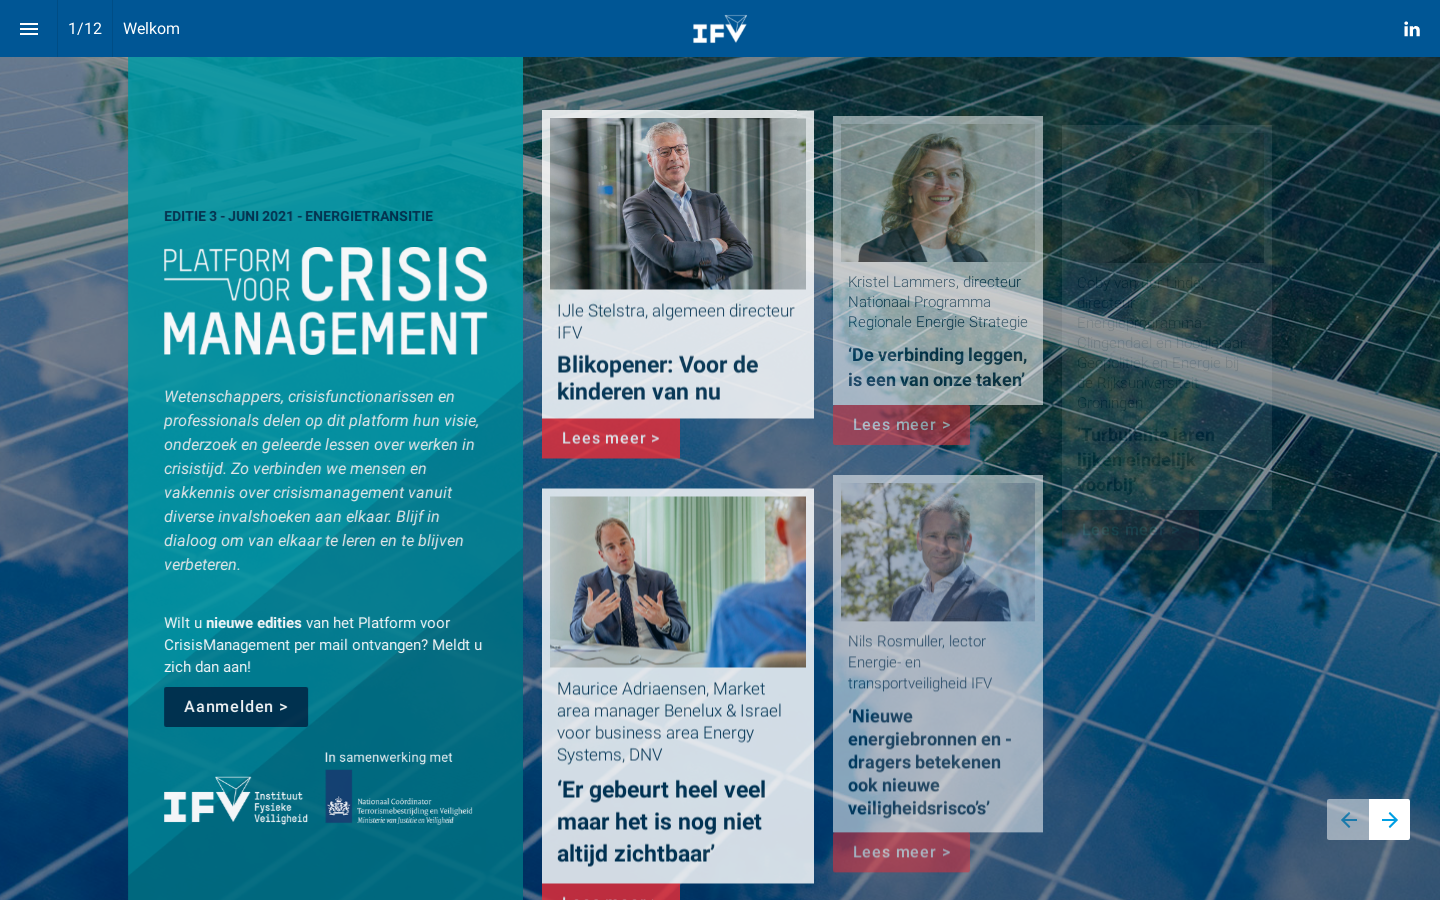 1/12
Welkom
IFV
in
EDITIE 3 - JUNI 2021 - ENERGIETRANSITIE
PLATFORM
VOOR
CRISIS
MANAGEMENT
Wetenschappers, crisisfunctionarissen en
professionals delen op dit platform hun visie,
onderzoek en geleerde lessen over werken in
crisistijd. Zo verbinden we mensen en
vakkennis over crisismanagement vanuit
diverse invalshoeken aan elkaar. Blijf in
dialoog om van elkaar te leren en te blijven
verbeteren.
Wilt u nieuwe edities van het Platform voor
CrisisManagement per mail ontvangen? Meldt u
zich dan aan!
Aanmelden >
In samenwerking met
IFV
Instituut
Fysieke
Veiligheid
Nationaal Coördinator
Terrorismebestrijding en Veiligheid
Ministerie van Justitie en Veiligheid
IJle Stelstra, algemeen directeur
IFV
Blikopener: Voor de
kinderen van nu
Lees meer >
Maurice Adriaensen, Market
area manager Benelux & Israel
voor business area Energy
Systems, DNV
‘Er gebeurt heel veel
maar het is nog niet
altijd zichtbaar’
Lees meer >
Kristel Lammers, directeur
Nationaal Programma
Regionale Energie Strategie
‘De verbinding leggen,
is een van onze taken’
Lees meer >
Nils Rosmuller, lector
Energie- en
transportveiligheid IFV
‘Nieuwe
energiebronnen en -
dragers betekenen
ook nieuwe
veiligheidsrisco’s’
Lees meer >
directeur
Energieprogramma
Clingendael en
Geopolitiek en Energie bij
de Rijksuniversiteit
Groningen
‘Turbulente jaren
lijken eindelijk
voorbij’
Lees meer >